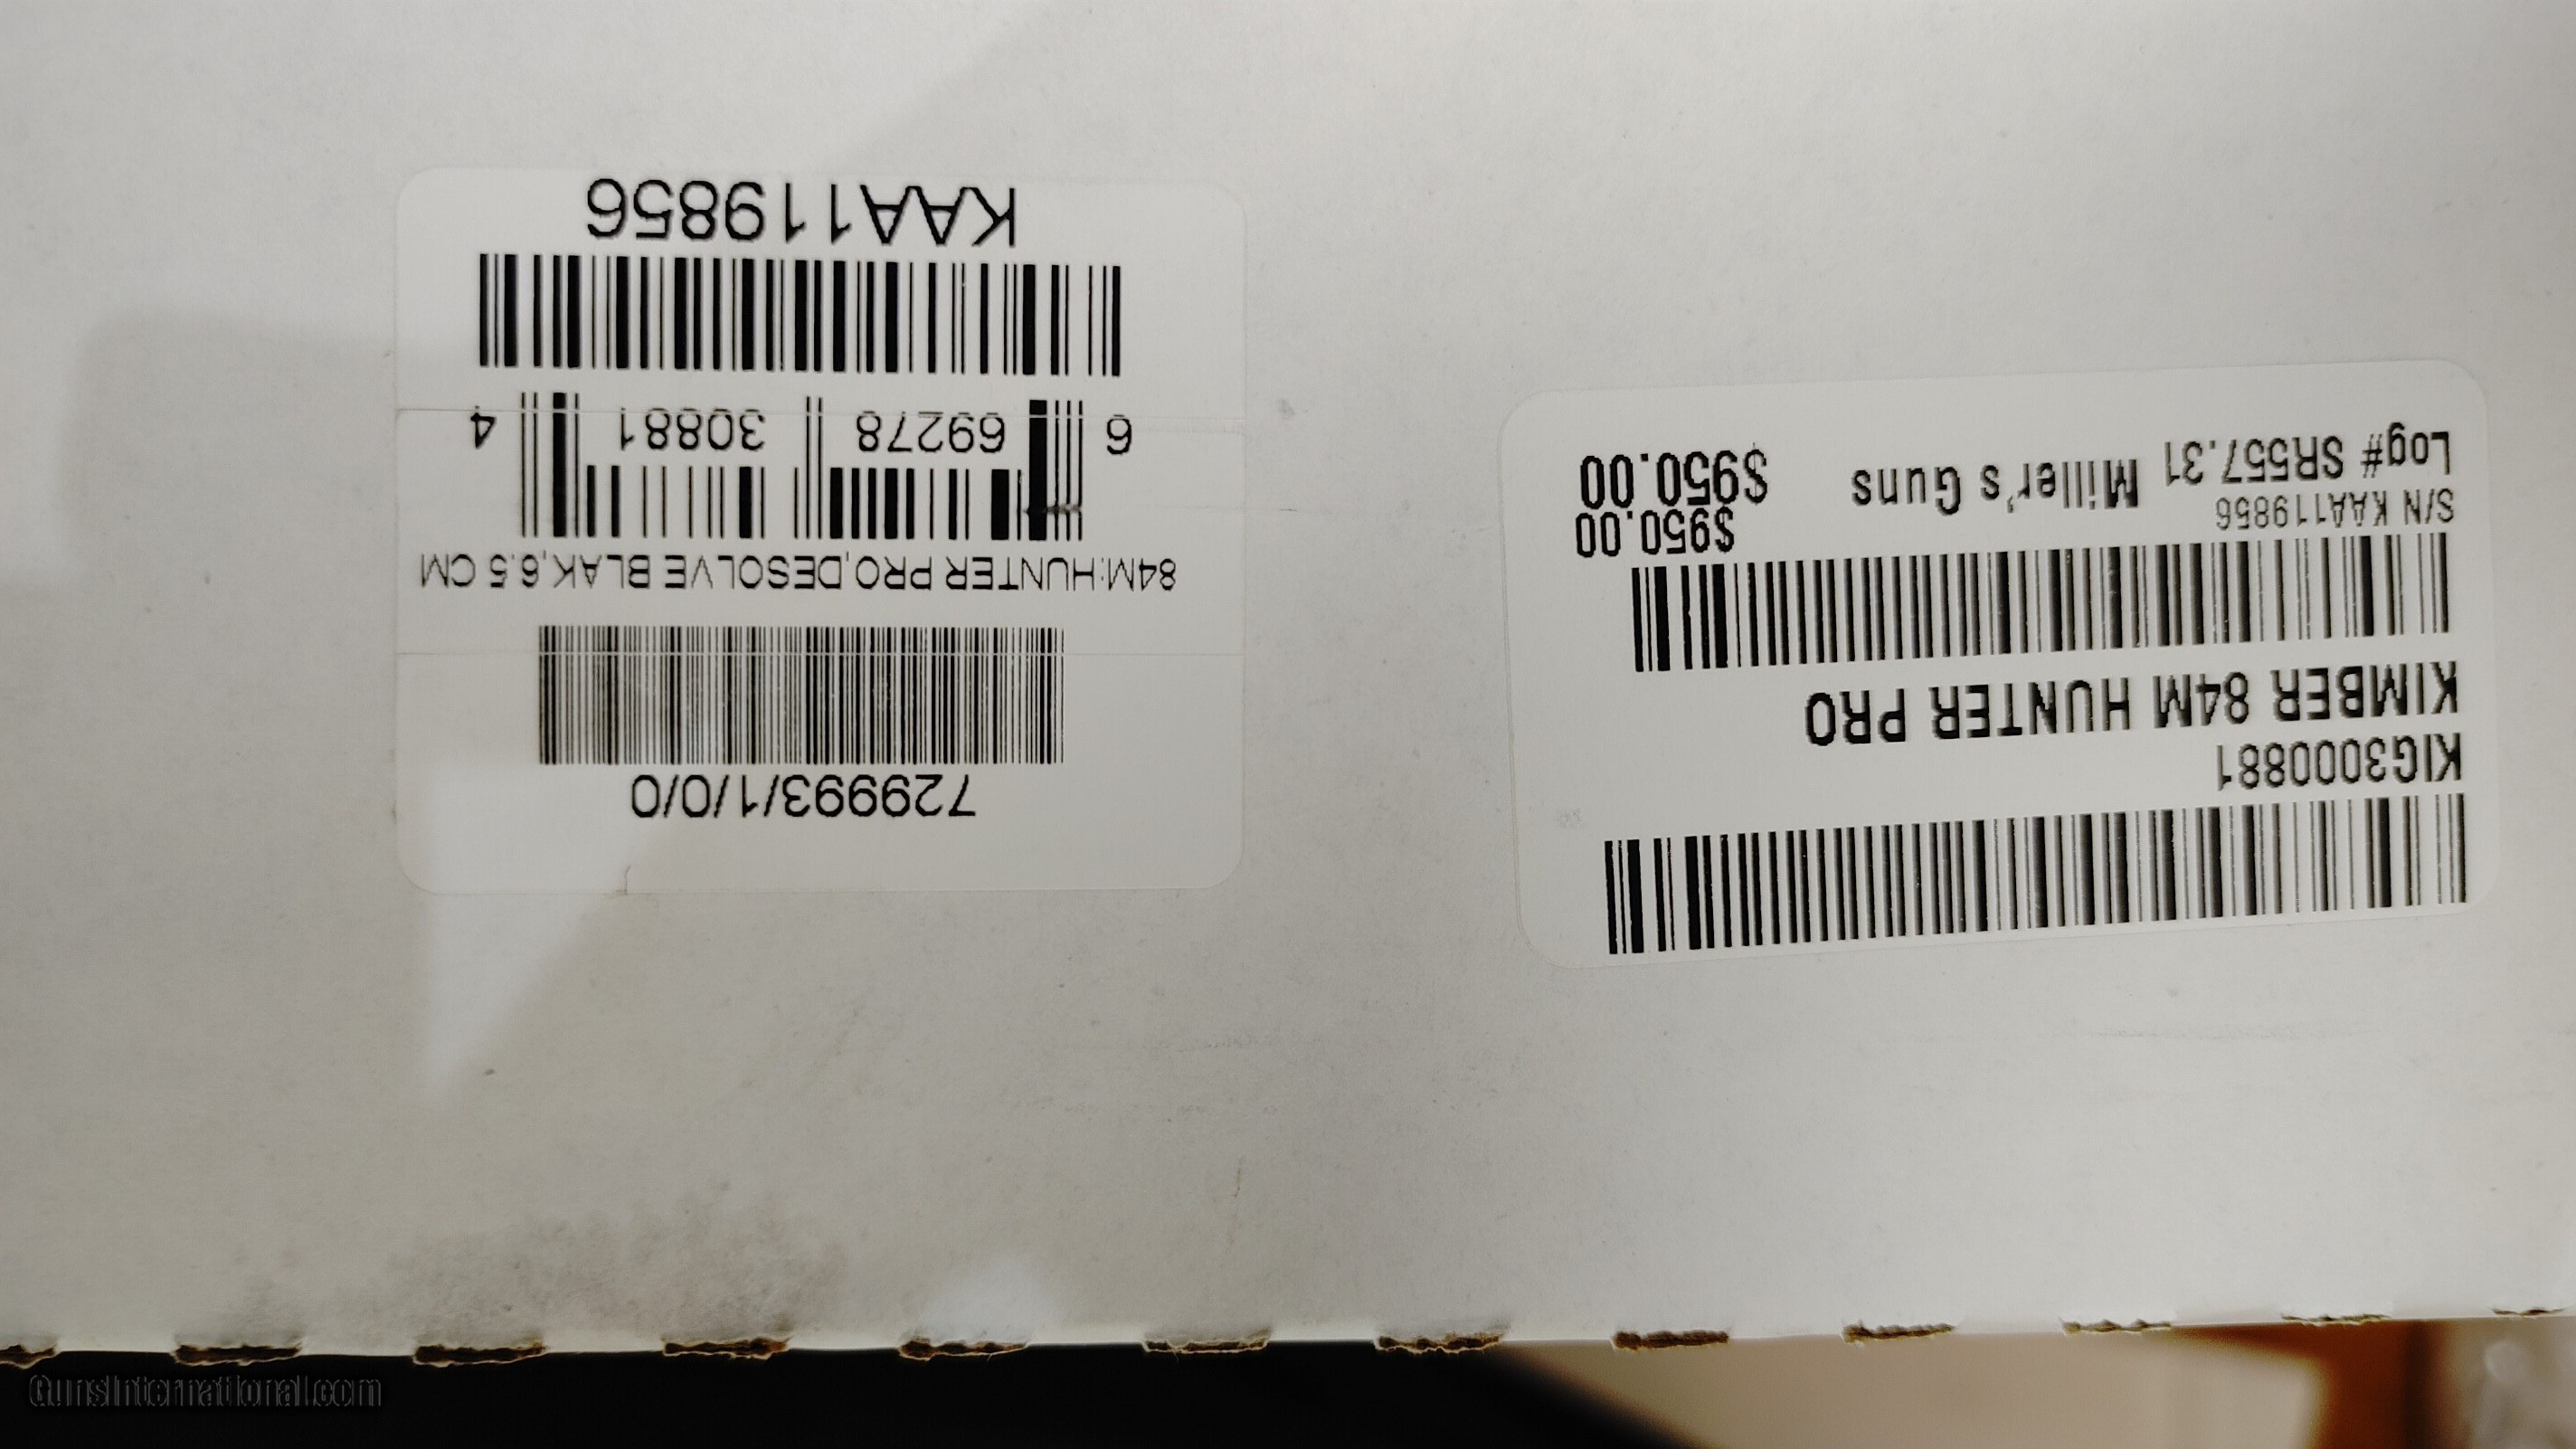 729993/1/0/0
84M:HUNTER PRO,DESOLVE BLAK,6.5 CM
6 69278 30881 4
KAA119856
KIG3000881
KIMBER 84M HUNTER PRO
S/N KAA119856 $950.00
Log# SR557.31 Miller's Guns $950.00
GunsInternational.com